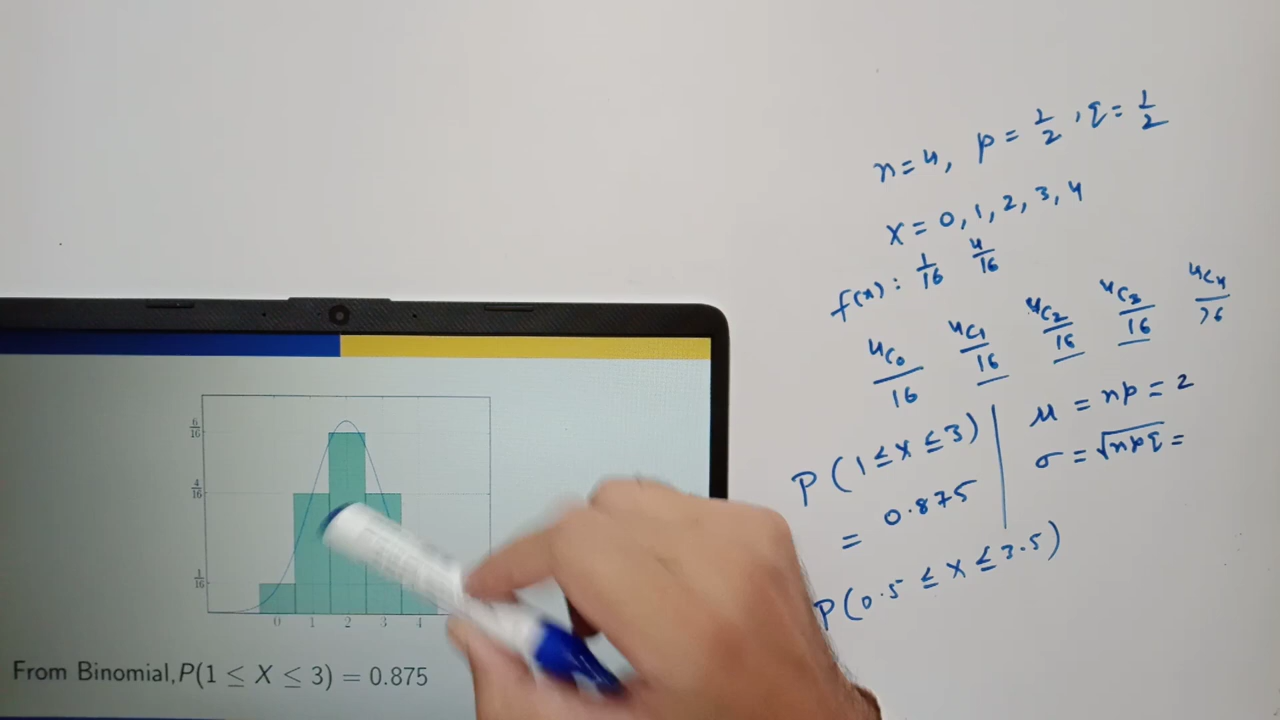 n=4, p = 1/2, q = 1/2
X = 0, 1, 2, 3, 4
f(x): 1/16 4/16
4C0/16 4C1/16 4C2/16 4C3/16 4C4/16
P(1 ≤ X ≤ 3)
= 0.875
μ = np = 2
σ = √npq =
P(0.5 ≤ X ≤ 3.5)
6/16
4/16
1/16
0 1 2 3 4
From Binomial,P(1 ≤ X ≤ 3) = 0.875